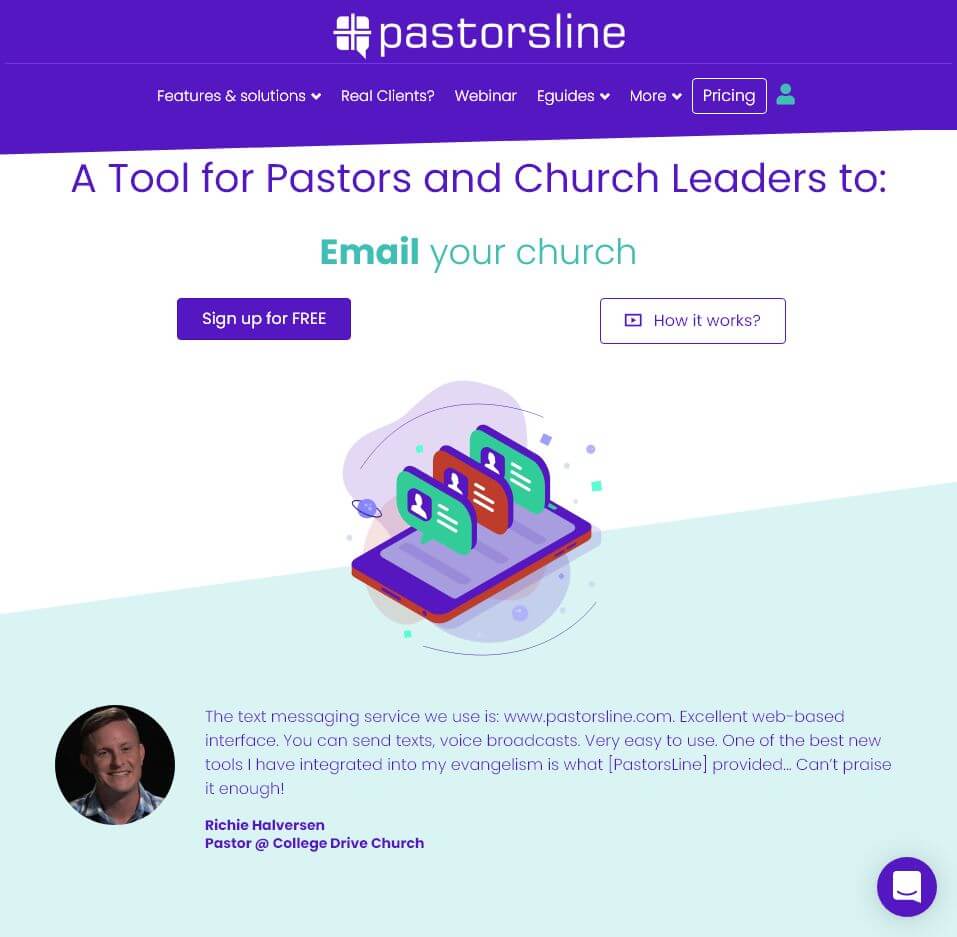 pastorsline
Features & solutions Real Clients? Webinar Eguides More Pricing
A Tool for Pastors and Church Leaders to:
Email your church
Sign up for FREE How it works?
The text messaging service we use is: www.pastorsline.com. Excellent web-based
interface. You can send texts, voice broadcasts. Very easy to use. One of the best new
tools I have integrated into my evangelism is what [PastorsLine] provided... Can't praise
it enough!
Richie Halversen
Pastor @ College Drive Church